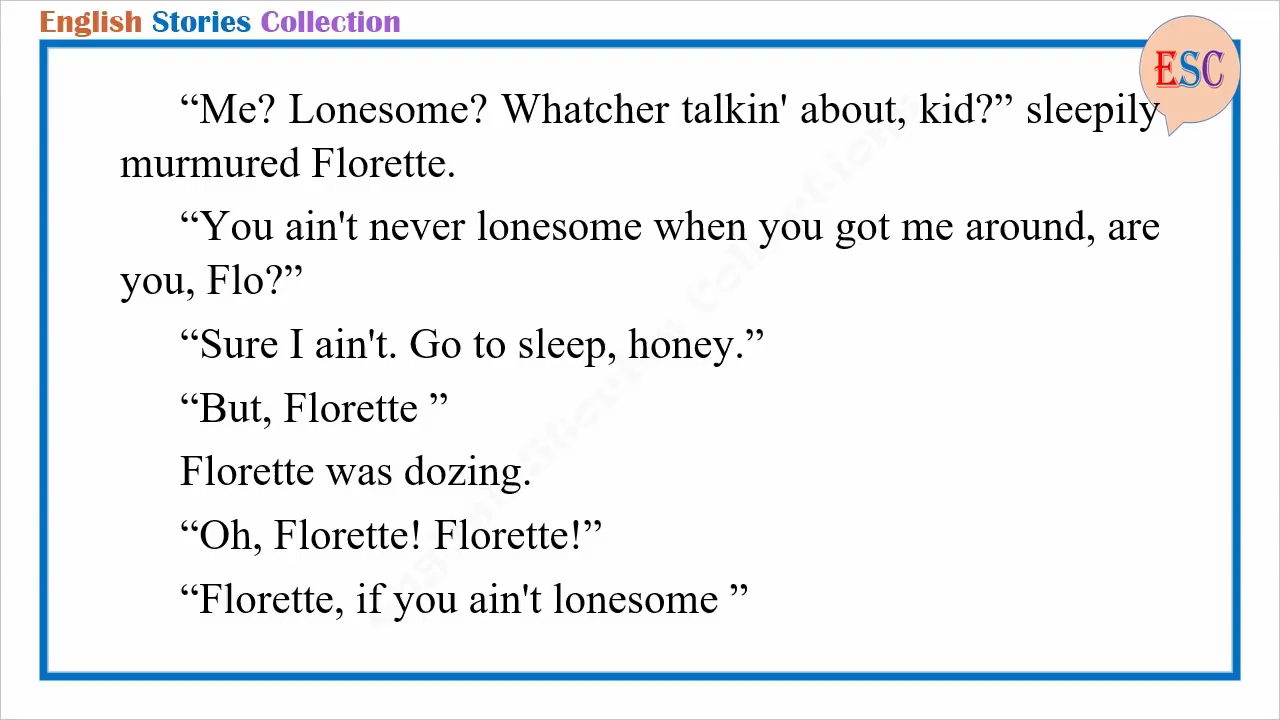 English Stories Collection
ESC
“Me? Lonesome? Whatcher talkin' about, kid?” sleepily
murmured Florette.
“You ain't never lonesome when you got me around, are
you, Flo?”
“Sure I ain't. Go to sleep, honey.”
“But, Florette ”
Florette was dozing.
“Oh, Florette! Florette!”
“Florette, if you ain't lonesome ”